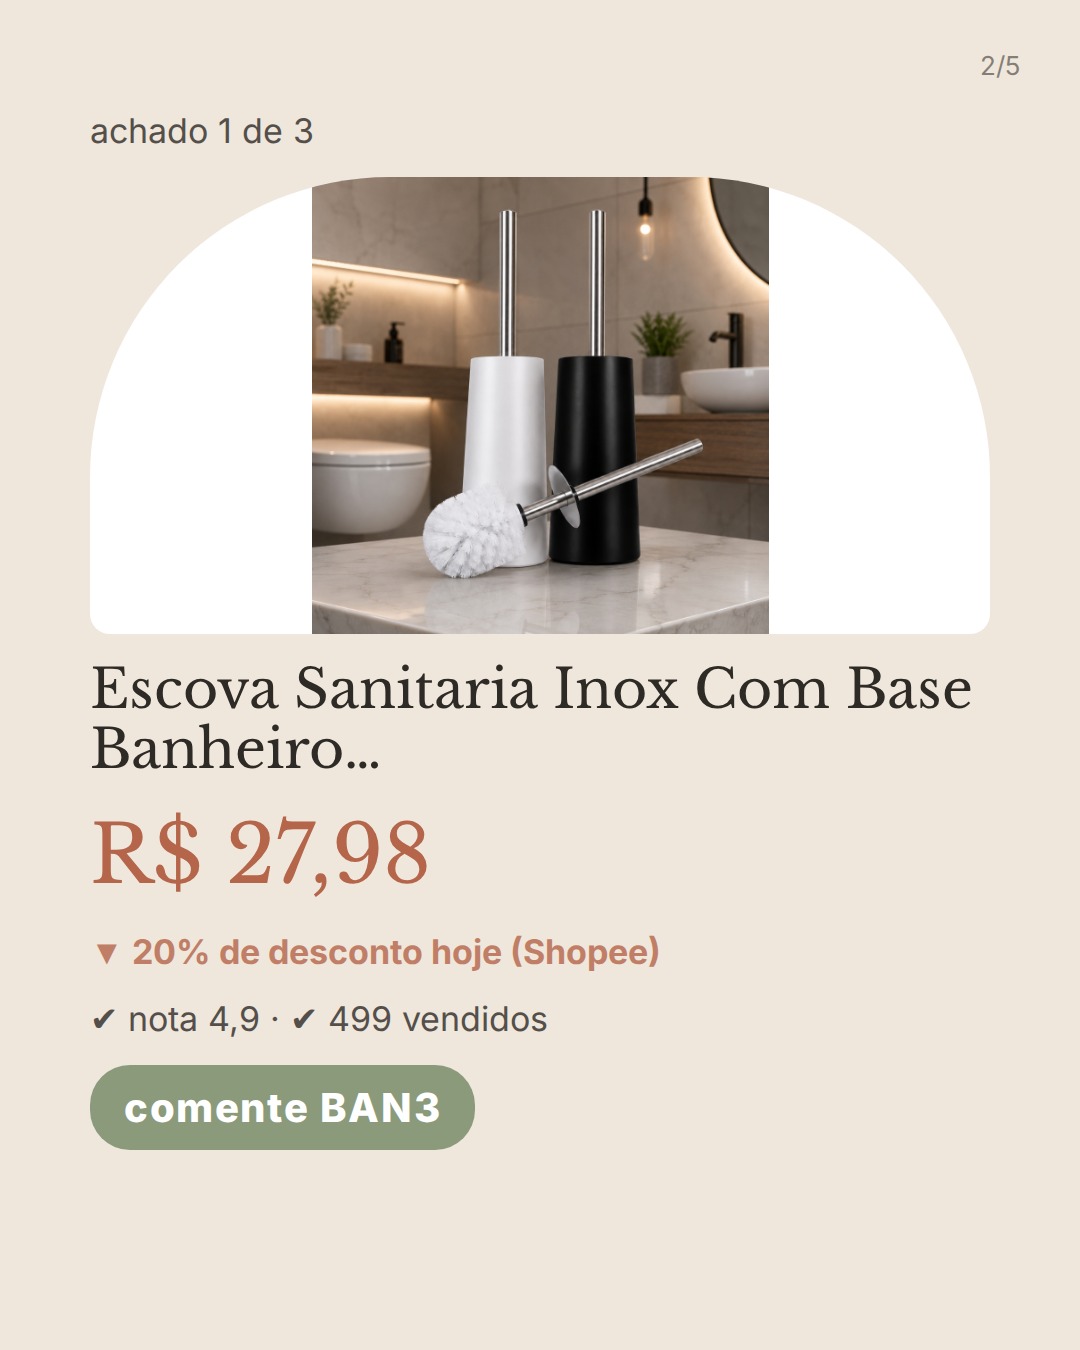 2/5
achado 1 de 3
Escova Sanitaria Inox Com Base
Banheiro...
R$ 27,98
▼ 20% de desconto hoje (Shopee)
✔ nota 4,9 · ✔ 499 vendidos
comente BAN3